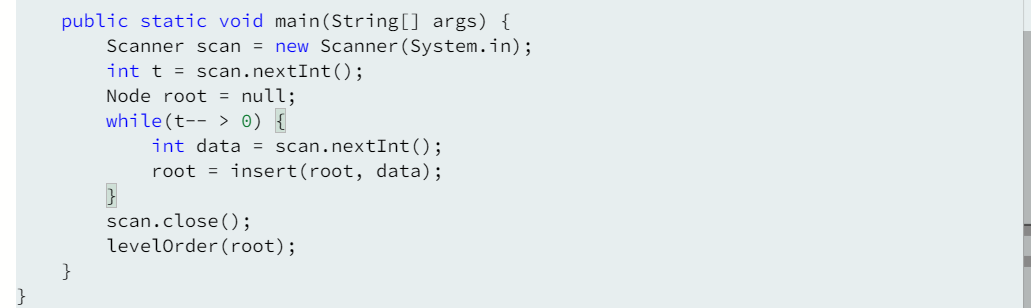 public static void main(String[] args) {
Scanner scan = new Scanner(System.in);
int t = scan.nextInt();
Node root = null;
while(t-- > 0) {
int data = scan.nextInt();
root = insert(root, data);
}
scan.close();
levelOrder(root);
}
}